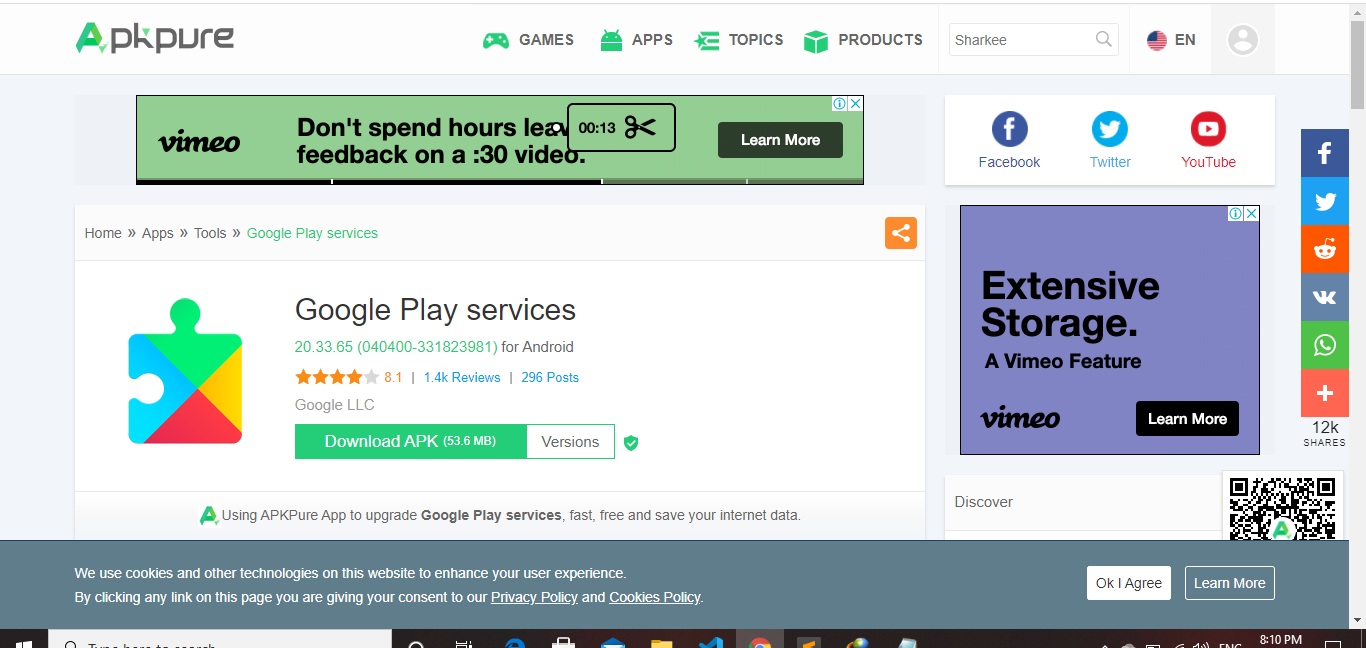 Apkpure
GAMES
APPS
TOPICS
PRODUCTS
Sharkee
EN
vimeo
Don't spend hours leav
feedback on a :30 video.
00:13
Learn More
Facebook
Twitter
YouTube
Home » Apps » Tools » Google Play services
Google Play services
20.33.65 (040400-331823981) for Android
8.1 | 1.4k Reviews | 296 Posts
Google LLC
Download APK (53.6 MB)
Versions
Using APKPure App to upgrade Google Play services, fast, free and save your internet data.
Extensive
Storage.
A Vimeo Feature
vimeo
Learn More
12k
SHARES
Discover
We use cookies and other technologies on this website to enhance your user experience.
By clicking any link on this page you are giving your consent to our Privacy Policy and Cookies Policy.
Ok I Agree
Learn More
Type here to search
8:10 PM
ENG